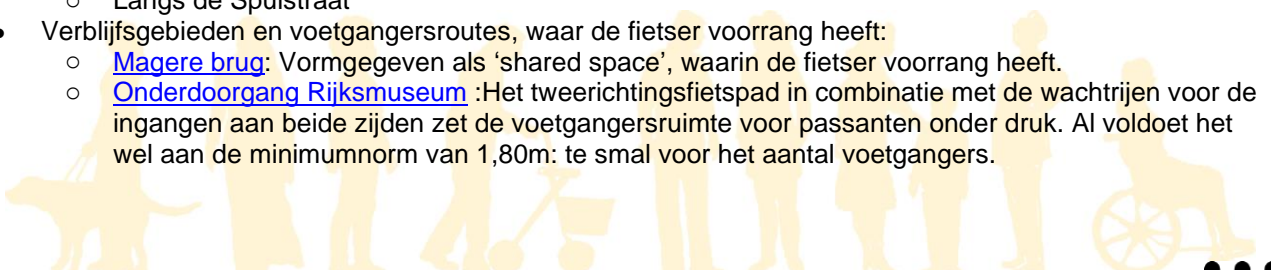 ○ Langs de Spuistraat
• Verblijfsgebieden en voetgangersroutes, waar de fietser voorrang heeft:
○ Magere brug: Vormgegeven als ‘shared space’, waarin de fietser voorrang heeft.
○ Onderdoorgang Rijksmuseum :Het tweerichtingsfietspad in combinatie met de wachtrijen voor de
ingangen aan beide zijden zet de voetgangersruimte voor passanten onder druk. Al voldoet het
wel aan de minimumnorm van 1,80m: te smal voor het aantal voetgangers.